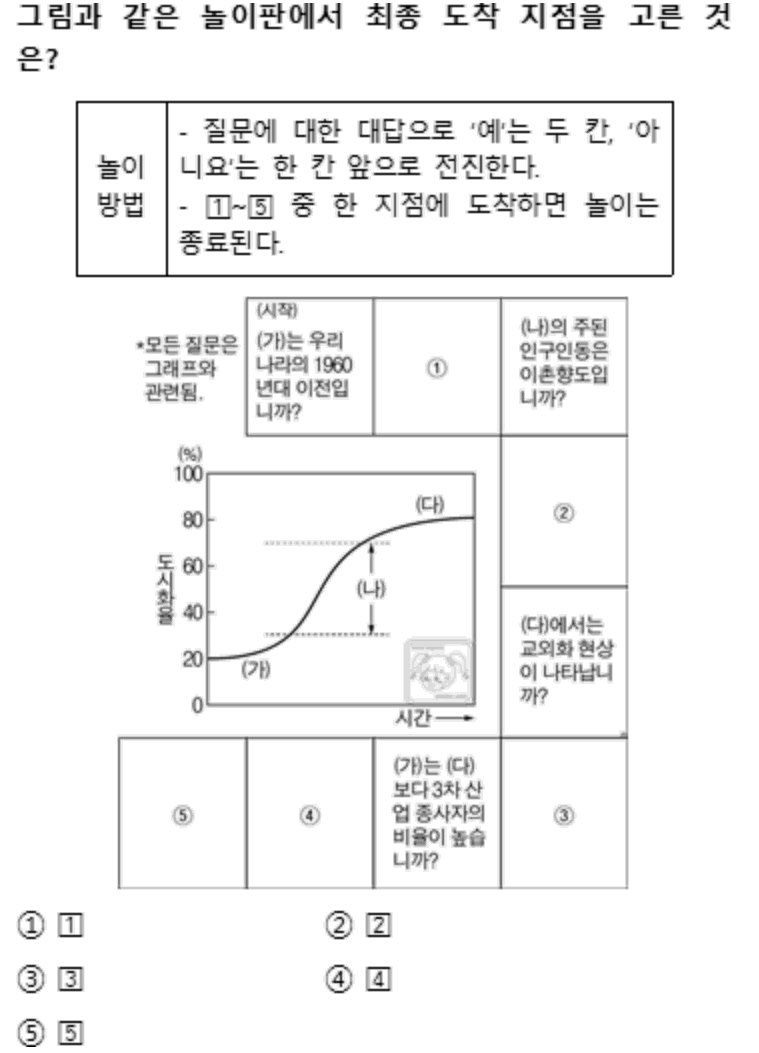 그림과 같은 놀이판에서 최종 도착 지점을 고른 것
은?
놀이
방법
- 질문에 대한 대답으로 '예'는 두 칸, '아
니요'는 한 칸 앞으로 전진한다.
- 1~5 중 한 지점에 도착하면 놀이는
종료된다.
*모든 질문은
그래프와
관련됨.
(시작)
(가)는 우리
나라의 1960
년대 이전입
니까?
①
(나)의 주된
인구인동은
이촌향도입
니까?
②
(다)에서는
교외화 현상
이 나타납니
까?
③
(가)는 (다)
보다 3차 산
업 종사자의
비율이 높습
니까?
④
⑤
(%)
100
80
60
40
20
0
도시화율
(가)
(나)
(다)
시간
① 1
② 2
③ 3
④ 4
⑤ 5